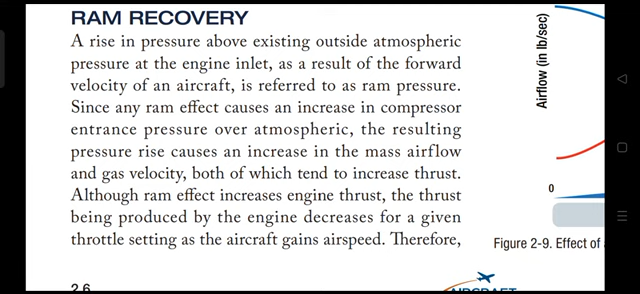 RAM RECOVERY
A rise in pressure above existing outside atmospheric
pressure at the engine inlet, as a result of the forward
velocity of an aircraft, is referred to as ram pressure.
Since any ram effect causes an increase in compressor
entrance pressure over atmospheric, the resulting
pressure rise causes an increase in the mass airflow
and gas velocity, both of which tend to increase thrust.
Although ram effect increases engine thrust, the thrust
being produced by the engine decreases for a given
throttle setting as the aircraft gains airspeed. Therefore,
2.6
Airflow (in lb/sec)
0
Figure 2-9. Effect of
AIRCRAFT